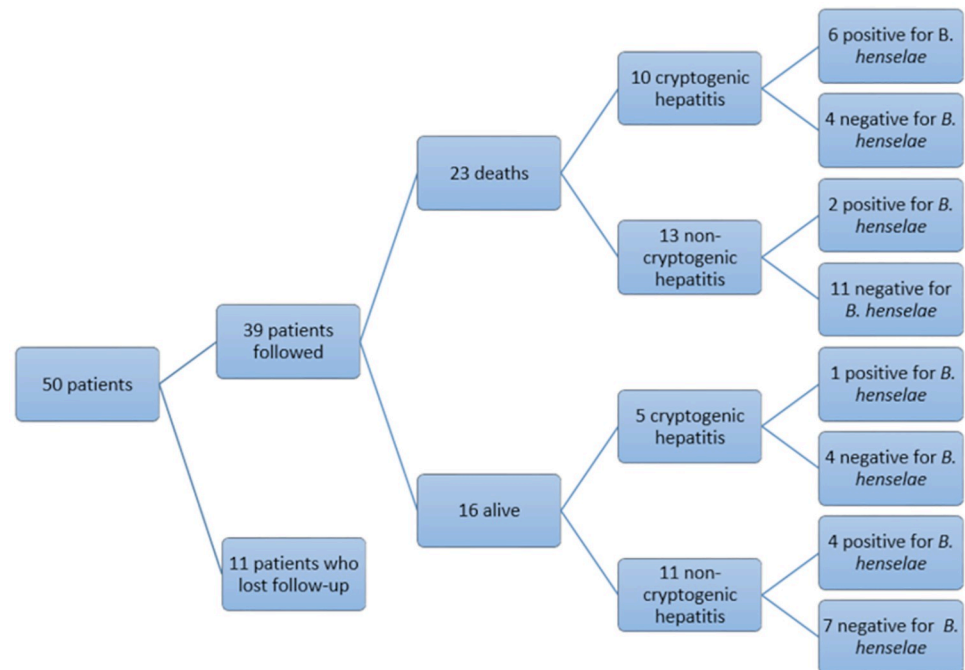 50 patients
39 patients
followed
11 patients who
lost follow-up
23 deaths
16 alive
10 cryptogenic
hepatitis
13 non-
cryptogenic
hepatitis
5 cryptogenic
hepatitis
11 non-
cryptogenic
hepatitis
6 positive for B.
henselae
4 negative for B.
henselae
2 positive for B.
henselae
11 negative for
B. henselae
1 positive for B.
henselae
4 negative for B.
henselae
4 positive for B.
henselae
7 negative for B.
henselae